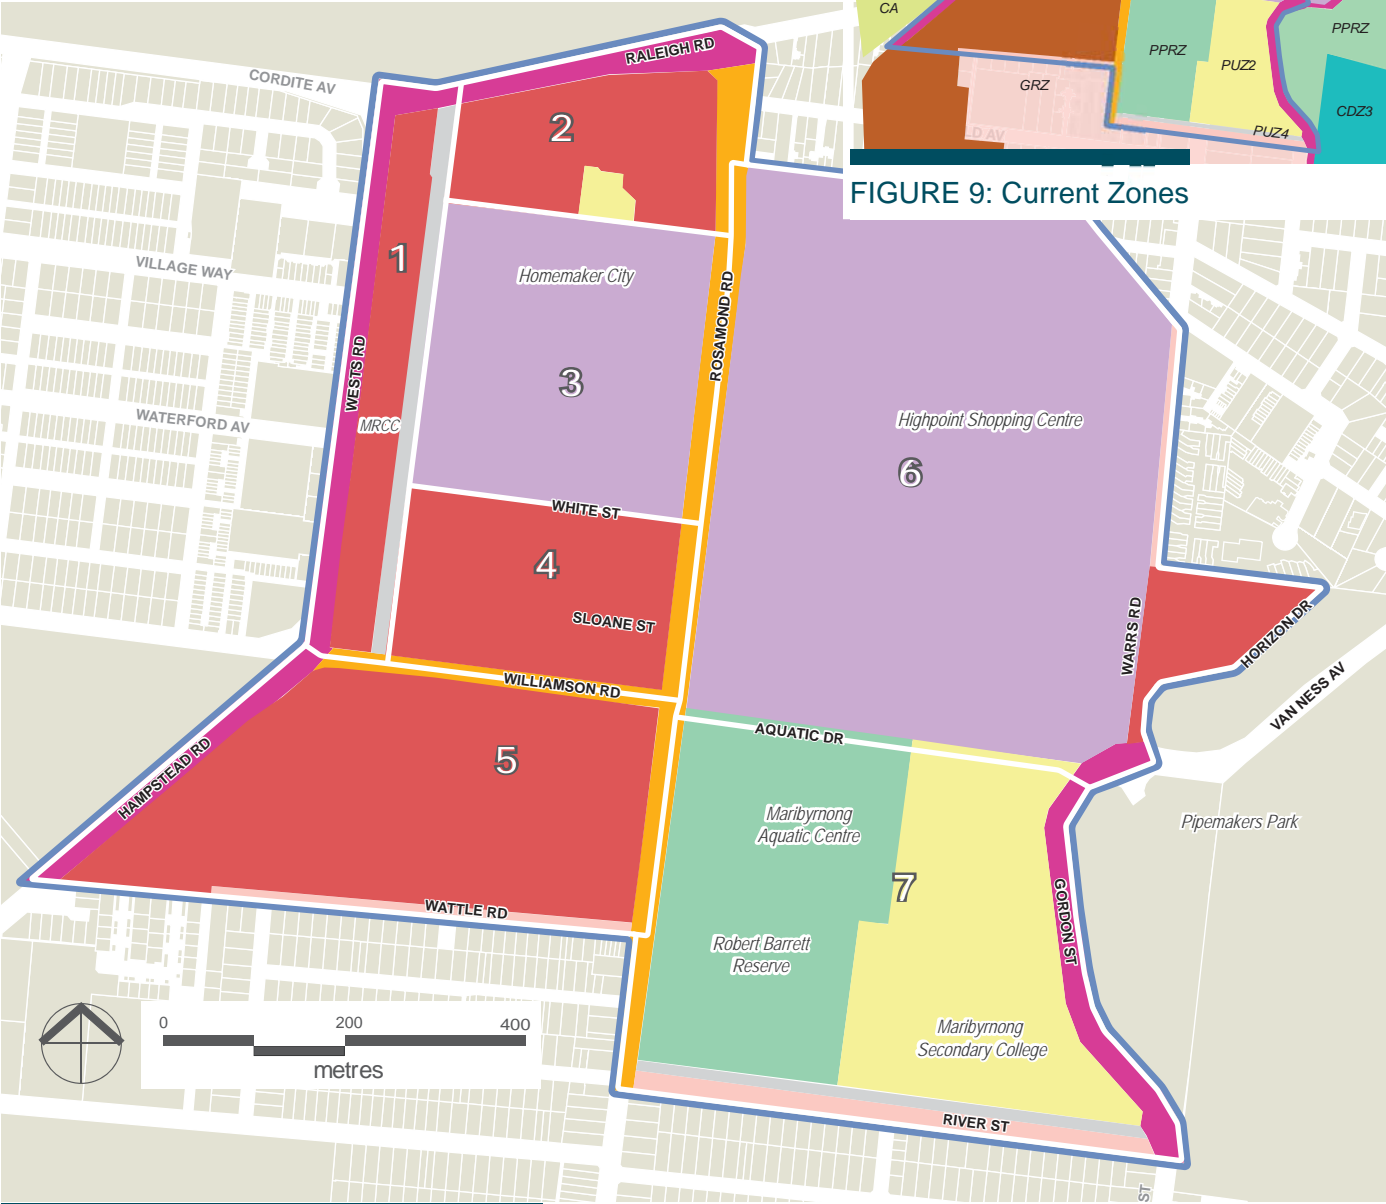 CA
PPRZ
PPRZ
PUZ2
GRZ
CDZ3
PUZ4
LD AV
FIGURE 9: Current Zones
RALEIGH RD
CORDITE AV
2
1
VILLAGE WAY
Homemaker City
ROSAMOND RD
3
WESTS RD
WATERFORD AV
MRCC
Highpoint Shopping Centre
6
WHITE ST
4
SLOANE ST
WARRS RD
HORIZON DR
WILLIAMSON RD
VAN NESS AV
AQUATIC DR
5
HAMPSTEAD RD
Maribyrnong
Aquatic Centre
Pipemakers Park
7
WATTLE RD
GORDON ST
Robert Barrett
Reserve
0 200 400
metres
Maribyrnong
Secondary College
RIVER ST
ST